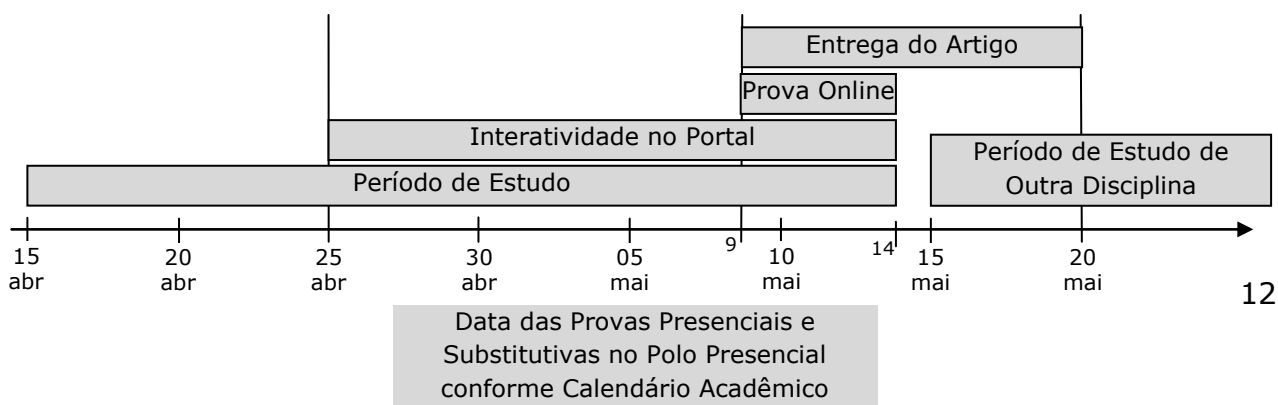 Entrega do Artigo
Prova Online
Interatividade no Portal
Período de Estudo de
Outra Disciplina
Período de Estudo
15
abr
20
abr
25
abr
30
abr
05
mai
9
10
mai
14
15
mai
20
mai
12
Data das Provas Presenciais e
Substitutivas no Polo Presencial
conforme Calendário Acadêmico